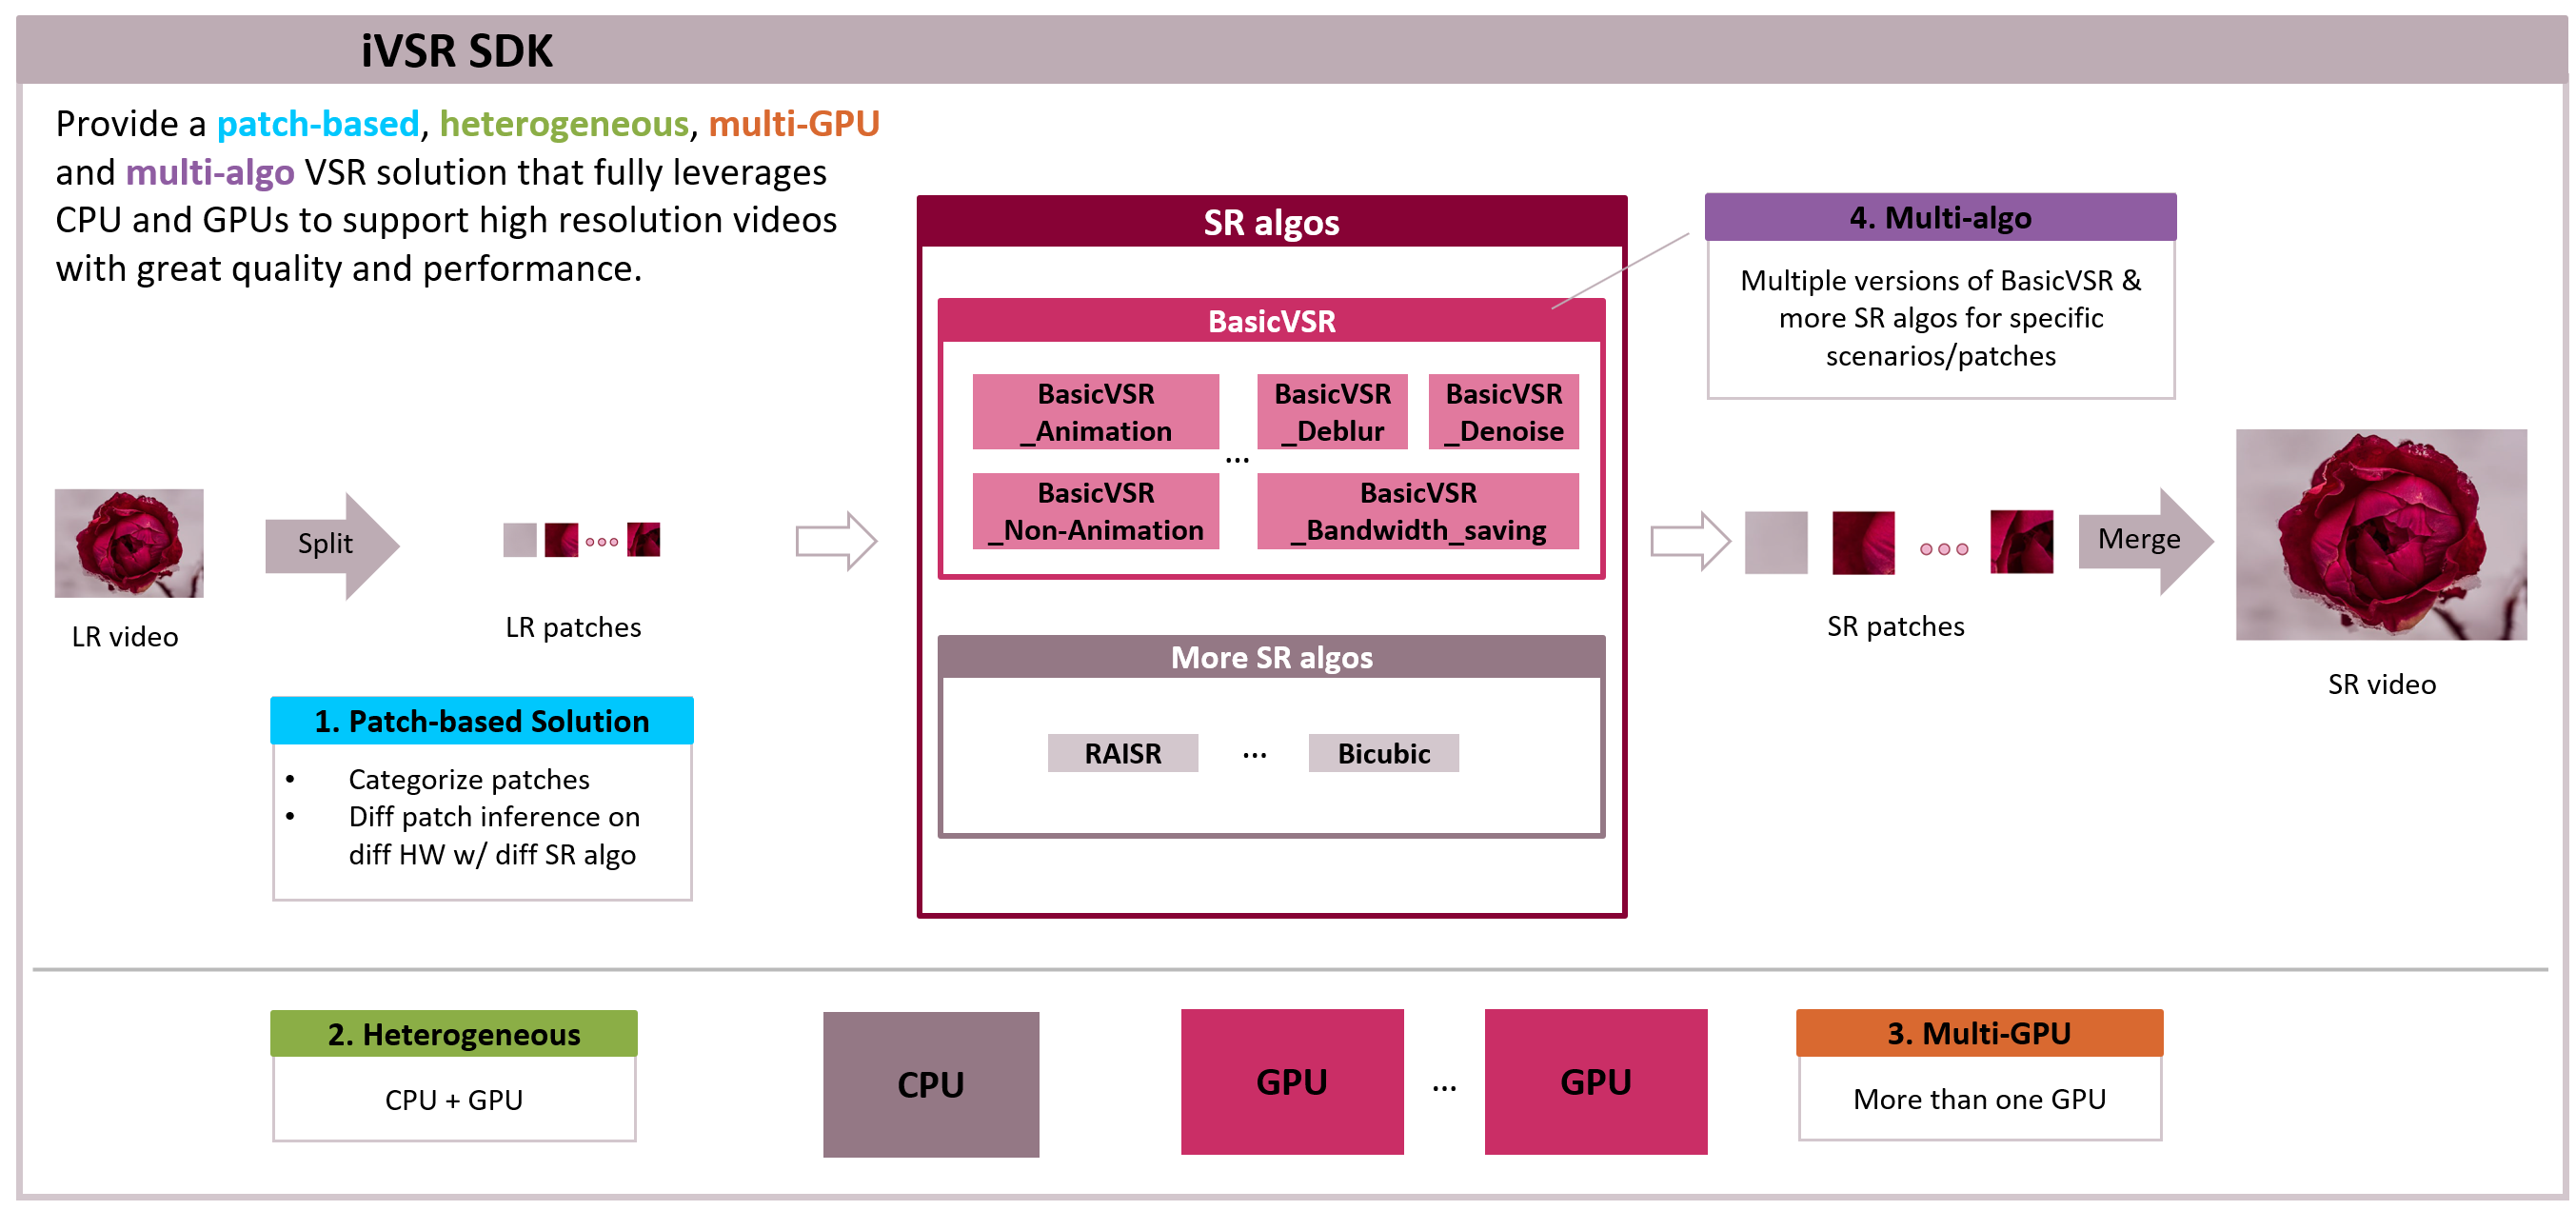 iVSR SDK
Provide a patch-based, heterogeneous, multi-GPU
and multi-algo VSR solution that fully leverages
CPU and GPUs to support high resolution videos
with great quality and performance.
SR algos
BasicVSR
BasicVSR
_Animation
BasicVSR
_Deblur
BasicVSR
_Denoise
...
BasicVSR
_Non-Animation
BasicVSR
_Bandwidth_saving
More SR algos
RAISR
...
Bicubic
4. Multi-algo
Multiple versions of BasicVSR &
more SR algos for specific
scenarios/patches
LR video
Split
LR patches
SR patches
Merge
SR video
1. Patch-based Solution
• Categorize patches
• Diff patch inference on
diff HW w/ diff SR algo
2. Heterogeneous
CPU + GPU
CPU
GPU
...
GPU
3. Multi-GPU
More than one GPU